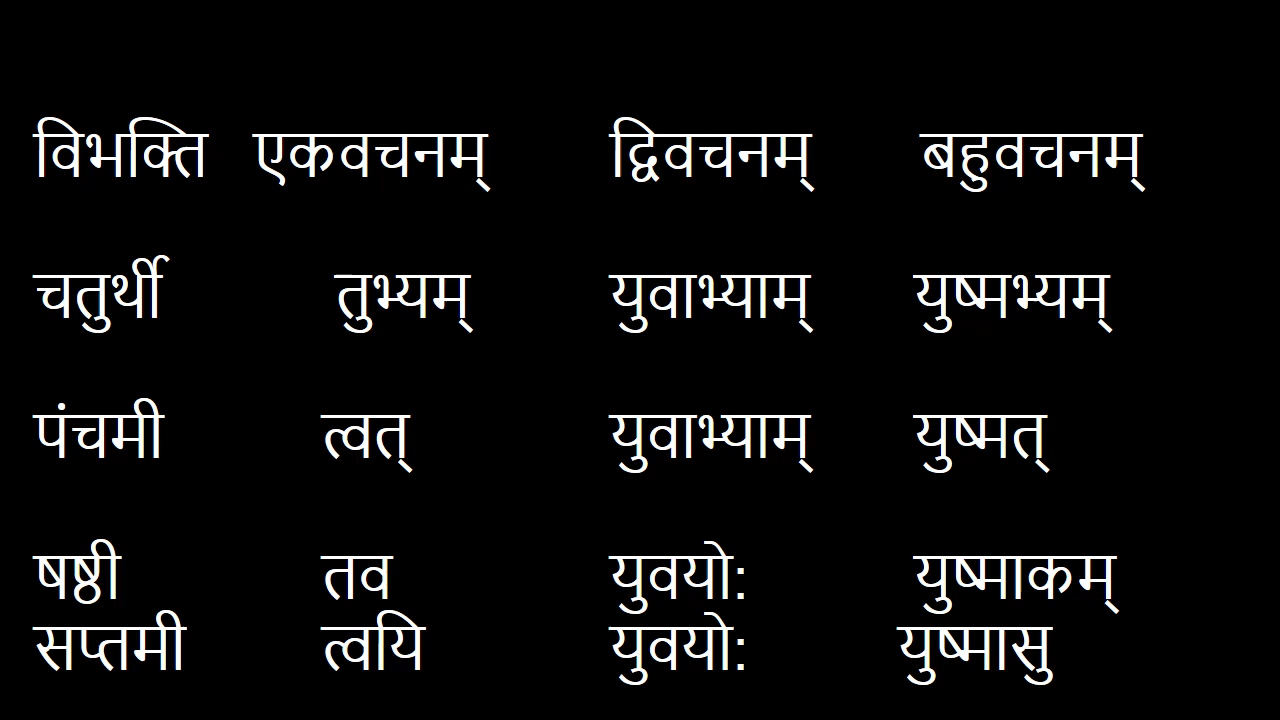 विभक्ति एकवचनम् द्विवचनम् बहुवचनम्
चतुर्थी तुभ्यम् युवाभ्याम् युष्मभ्यम्
पंचमी त्वत् युवाभ्याम् युष्मत्
षष्ठी तव युवयो: युष्माकम्
सप्तमी त्वयि युवयो: युष्मासु